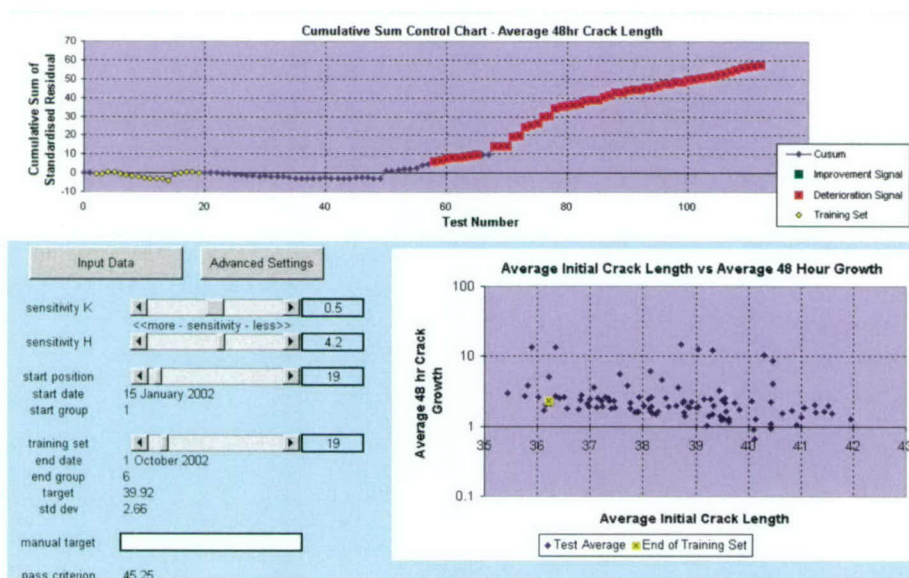 Cumulative Sum Control Chart - Average 48hr Crack Length
Cumulative Sum of
Standardised Residual
70
60
50
40
30
20
10
0
-10
0 20 40 60 80 100
Test Number
Cusum
Improvement Signal
Deterioration Signal
Training Set
Input Data Advanced Settings
sensitivity K 0.5
<<more - sensitivity - less>>
sensitivity H 4.2
start position 19
start date 15 January 2002
start group 1
training set 19
end date 1 October 2002
end group 6
target 39.92
std dev 2.66
manual target
pass criterion 45.25
Average Initial Crack Length vs Average 48 Hour Growth
Average 48 hr Crack
Growth
100
10
1
0.1
35 36 37 38 39 40 41 42 43
Average Initial Crack Length
Test Average End of Training Set